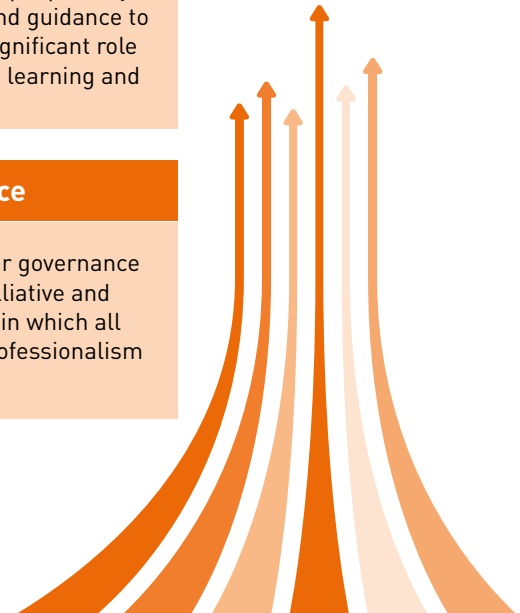 nd guidance to
gnificant role
learning and
ce
r governance
lliative and
in which all
ofessionalism